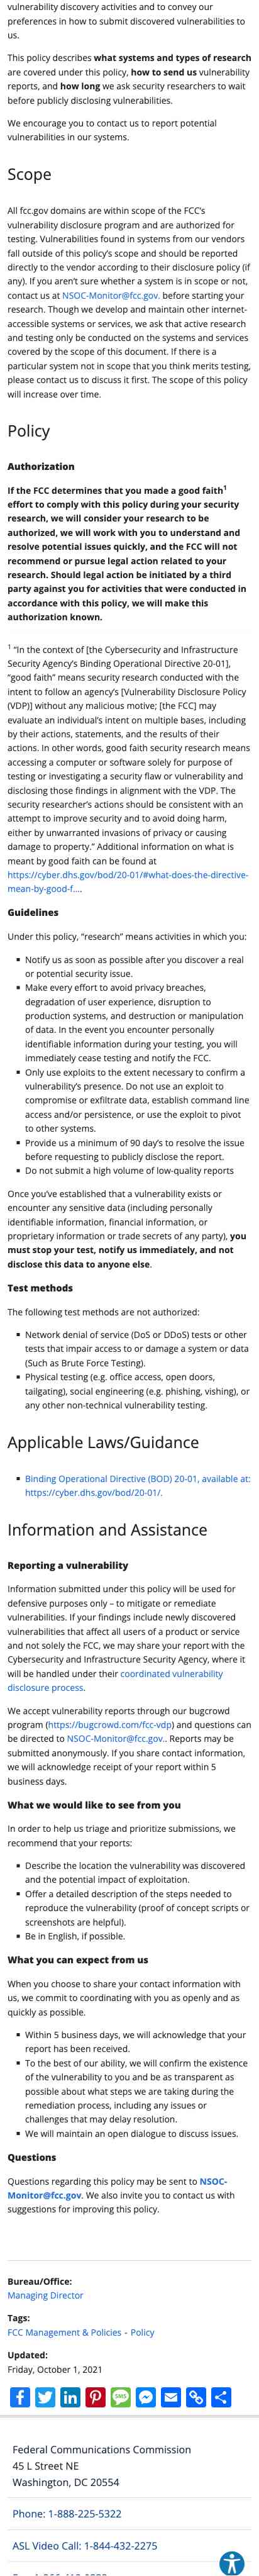 vulnerability discovery activities and to convey our
preferences in how to submit discovered vulnerabilities to
us.
This policy describes what systems and types of research
are covered under this policy, how to send us vulnerability
reports, and how long we ask security researchers to wait
before publicly disclosing vulnerabilities.
We encourage you to contact us to report potential
vulnerabilities in our systems.
Scope
All fcc.gov domains are within scope of the FCC's
vulnerability disclosure program and are authorized for
testing. Vulnerabilities found in systems from our vendors
fall outside of this policy's scope and should be reported
directly to the vendor according to their disclosure policy (if
any). If you aren't sure whether a system is in scope or not,
contact us at NSOC-Monitor@fcc.gov. before starting your
research. Though we develop and maintain other internet-
accessible systems or services, we ask that active research
and testing only be conducted on the systems and services
covered by the scope of this document. If there is a
particular system not in scope that you think merits testing,
please contact us to discuss it first. The scope of this policy
will increase over time.
Policy
Authorization
If the FCC determines that you made a good faith1
effort to comply with this policy during your security
research, we will consider your research to be
authorized, we will work with you to understand and
resolve potential issues quickly, and the FCC will not
recommend or pursue legal action related to your
research. Should legal action be initiated by a third
party against you for activities that were conducted in
accordance with this policy, we will make this
authorization known.
1 "In the context of [the Cybersecurity and Infrastructure
Security Agency's Binding Operational Directive 20-01],
"good faith" means security research conducted with the
intent to follow an agency's [Vulnerability Disclosure Policy
(VDP)] without any malicious motive; [the FCC] may
evaluate an individual's intent on multiple bases, including
by their actions, statements, and the results of their
actions. In other words, good faith security research means
accessing a computer or software solely for purpose of
testing or investigating a security flaw or vulnerability and
disclosing those findings in alignment with the VDP. The
security researcher's actions should be consistent with an
attempt to improve security and to avoid doing harm,
either by unwarranted invasions of privacy or causing
damage to property." Additional information on what is
meant by good faith can be found at
https://cyber.dhs.gov/bod/20-01/#what-does-the-directive-
mean-by-good-f....
Guidelines
Under this policy, "research" means activities in which you:
▪ Notify us as soon as possible after you discover a real
or potential security issue.
▪ Make every effort to avoid privacy breaches,
degradation of user experience, disruption to
production systems, and destruction or manipulation
of data. In the event you encounter personally
identifiable information during your testing, you will
immediately cease testing and notify the FCC.
▪ Only use exploits to the extent necessary to confirm a
vulnerability's presence. Do not use an exploit to
compromise or exfiltrate data, establish command line
access and/or persistence, or use the exploit to pivot
to other systems.
▪ Provide us a minimum of 90 day's to resolve the issue
before requesting to publicly disclose the report.
▪ Do not submit a high volume of low-quality reports
Once you've established that a vulnerability exists or
encounter any sensitive data (including personally
identifiable information, financial information, or
proprietary information or trade secrets of any party), you
must stop your test, notify us immediately, and not
disclose this data to anyone else.
Test methods
The following test methods are not authorized:
▪ Network denial of service (DoS or DDoS) tests or other
tests that impair access to or damage a system or data
(Such as Brute Force Testing).
▪ Physical testing (e.g. office access, open doors,
tailgating), social engineering (e.g. phishing, vishing), or
any other non-technical vulnerability testing.
Applicable Laws/Guidance
▪ Binding Operational Directive (BOD) 20-01, available at:
https://cyber.dhs.gov/bod/20-01/.
Information and Assistance
Reporting a vulnerability
Information submitted under this policy will be used for
defensive purposes only – to mitigate or remediate
vulnerabilities. If your findings include newly discovered
vulnerabilities that affect all users of a product or service
and not solely the FCC, we may share your report with the
Cybersecurity and Infrastructure Security Agency, where it
will be handled under their coordinated vulnerability
disclosure process.
We accept vulnerability reports through our bugcrowd
program (https://bugcrowd.com/fcc-vdp) and questions can
be directed to NSOC-Monitor@fcc.gov.. Reports may be
submitted anonymously. If you share contact information,
we will acknowledge receipt of your report within 5
business days.
What we would like to see from you
In order to help us triage and prioritize submissions, we
recommend that your reports:
▪ Describe the location the vulnerability was discovered
and the potential impact of exploitation.
▪ Offer a detailed description of the steps needed to
reproduce the vulnerability (proof of concept scripts or
screenshots are helpful).
▪ Be in English, if possible.
What you can expect from us
When you choose to share your contact information with
us, we commit to coordinating with you as openly and as
quickly as possible.
▪ Within 5 business days, we will acknowledge that your
report has been received.
▪ To the best of our ability, we will confirm the existence
of the vulnerability to you and be as transparent as
possible about what steps we are taking during the
remediation process, including any issues or
challenges that may delay resolution.
▪ We will maintain an open dialogue to discuss issues.
Questions
Questions regarding this policy may be sent to NSOC-
Monitor@fcc.gov. We also invite you to contact us with
suggestions for improving this policy.
Bureau/Office:
Managing Director
Tags:
FCC Management & Policies - Policy
Updated:
Friday, October 1, 2021
SMS
Federal Communications Commission
45 L Street NE
Washington, DC 20554
Phone: 1-888-225-5322
ASL Video Call: 1-844-432-2275